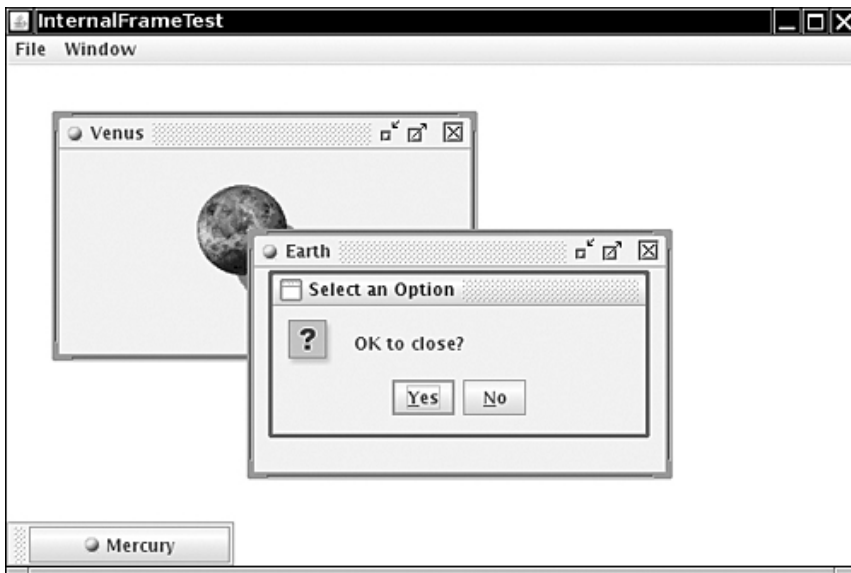 InternalFrameTest
File Window
Venus
Earth
Select an Option
?
OK to close?
Yes No
Mercury